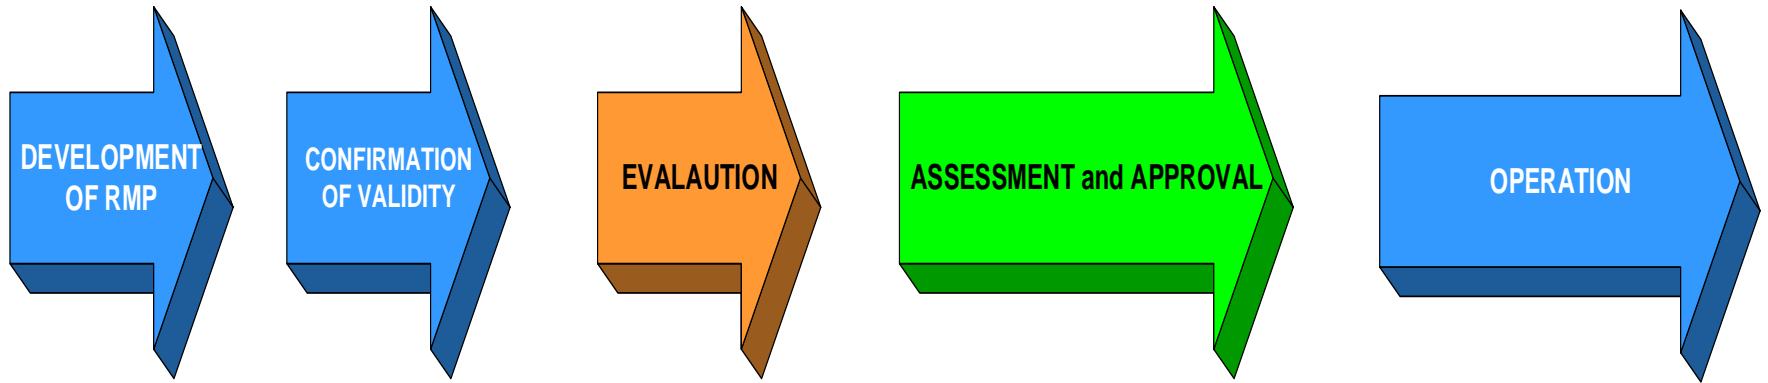 DEVELOPMENT
OF RMP
CONFIRMATION
OF VALIDITY
EVALAUTION
ASSESSMENT and APPROVAL
OPERATION